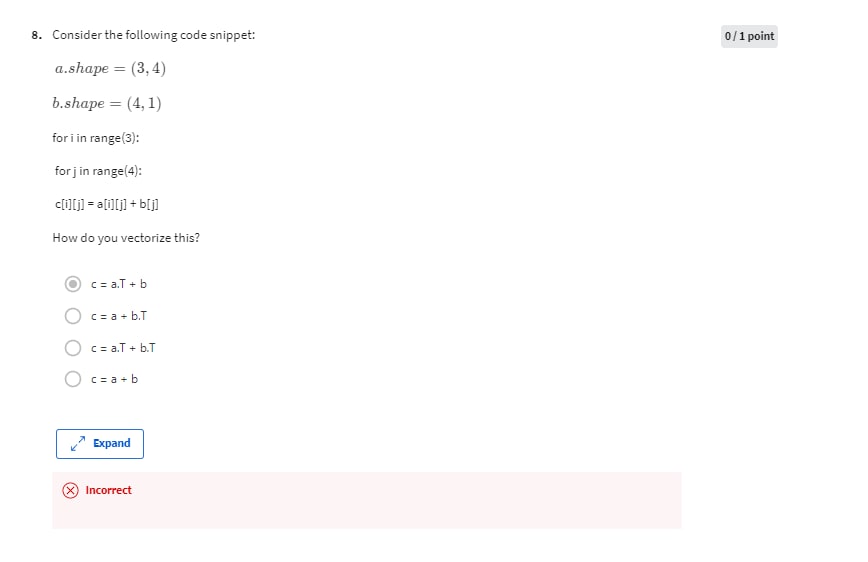 8. Consider the following code snippet:
0 / 1 point
a.shape = (3, 4)
b.shape = (4, 1)
for i in range(3):
for j in range(4):
c[i][j] = a[i][j] + b[j]
How do you vectorize this?
c = a.T + b
c = a + b.T
c = a.T + b.T
c = a + b
Expand
Incorrect